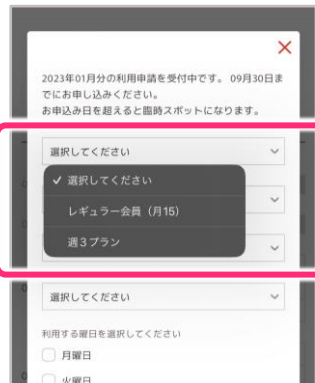 2023年01月分の利用申請を受付中です。 09月30日ま
でにお申し込みください。
お申込み日を超えると臨時スポットになります。
選択してください
✓ 選択してください
レギュラー会員（月15）
週３プラン
選択してください
利用する曜日を選択してください
月曜日
火曜日